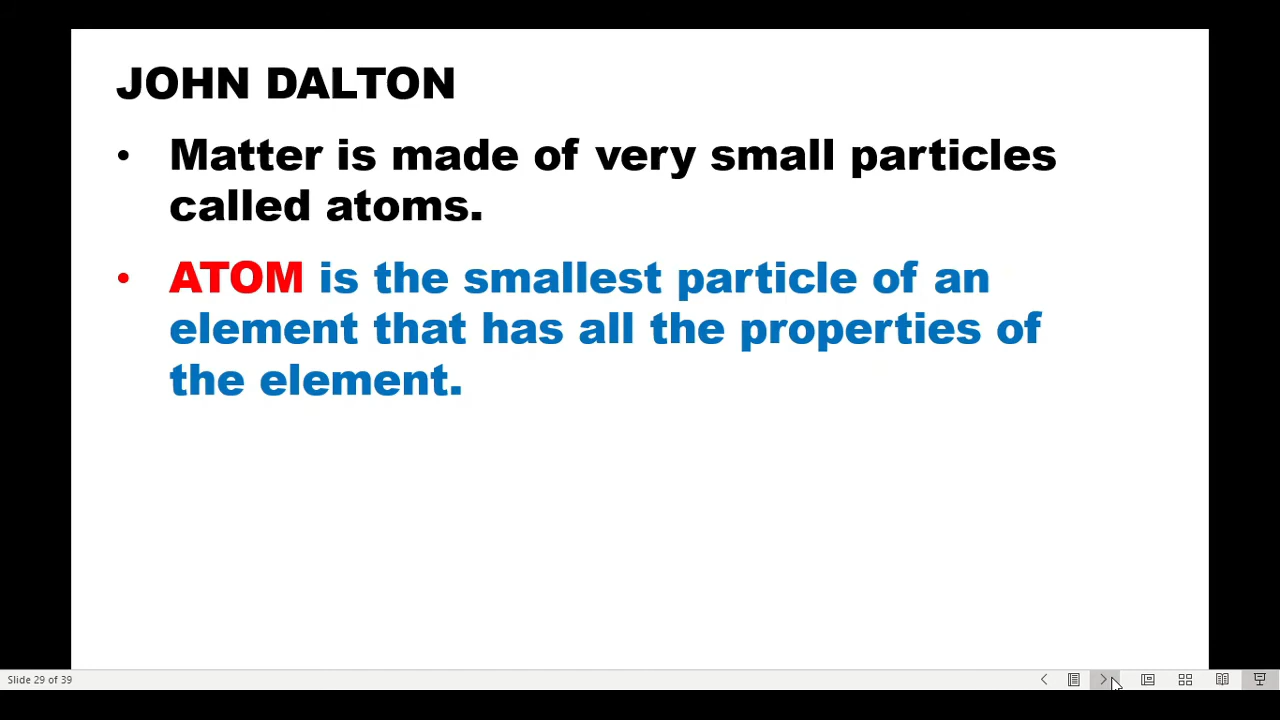 JOHN DALTON
• Matter is made of very small particles
called atoms.
• ATOM is the smallest particle of an
element that has all the properties of
the element.
Slide 29 of 39